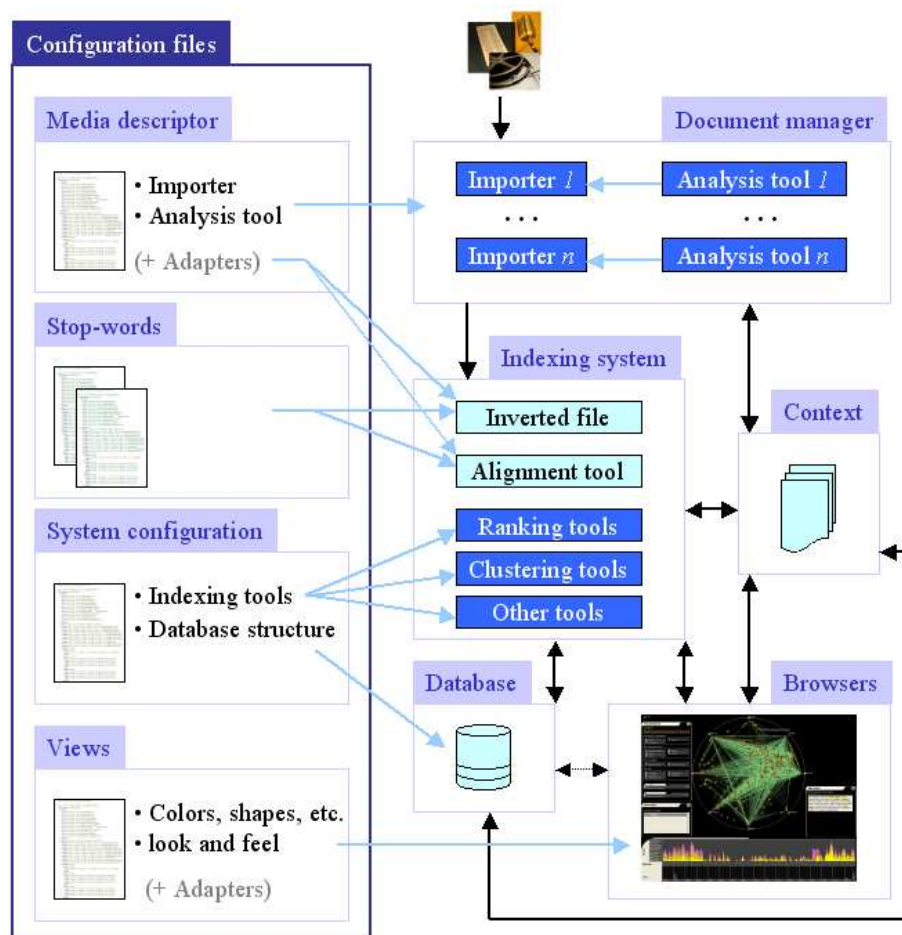 Configuration files
Media descriptor
• Importer
• Analysis tool
(+ Adapters)
Stop-words
System configuration
• Indexing tools
• Database structure
Views
• Colors, shapes, etc.
• look and feel
(+ Adapters)
Document manager
Importer 1
Analysis tool 1
. . .
. . .
Importer n
Analysis tool n
Indexing system
Inverted file
Alignment tool
Ranking tools
Clustering tools
Other tools
Context
Database
Browsers